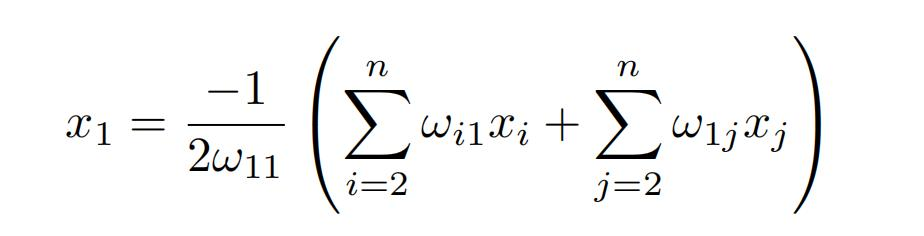 $x_1 = \frac{-1}{2\omega_{11}} \left( \sum_{i=2}^{n} \omega_{i1} x_i + \sum_{j=2}^{n} \omega_{1j} x_j \right)$